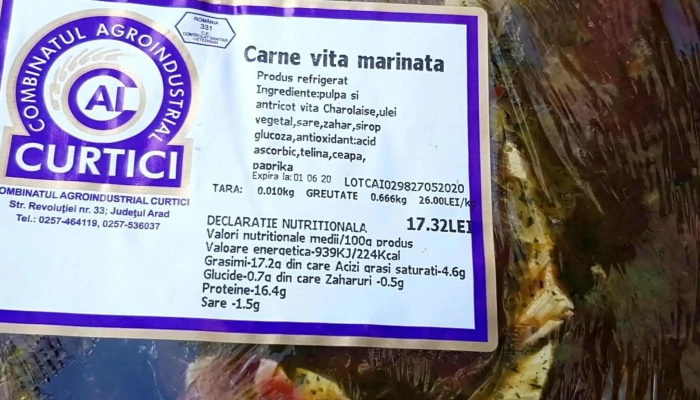 COMBINATUL AGROINDUSTRIAL
CAI
CURTICI
COMBINATUL AGROINDUSTRIAL CURTICI
Str. Revoluției nr. 33; Județul Arad
Tel.: 0257-464119, 0257-536037
ROMÂNIA
331
Carne vita marinata
Produs refrigerat
Ingrediente:pulpa si
antricot vita Charolaise,ulei
vegetal,sare,zahar,sirop
glucoza,antioxidant:acid
ascorbic,telina,ceapa,
paprika
Expira la:01 06 20 LOTCAI029827052020
TARA: 0.010kg GREUTATE 0.666kg 26.00LEI/k
17.32LEI
DECLARATIE NUTRITIONALA
Valori nutritionale medii/100g produs
Valoare energetica-939KJ/224Kcal
Grasimi-17.2g din care Acizi grasi saturati-4.6g
Glucide-0.7g din care Zaharuri -0.5g
Proteine-16.4g
Sare -1.5g